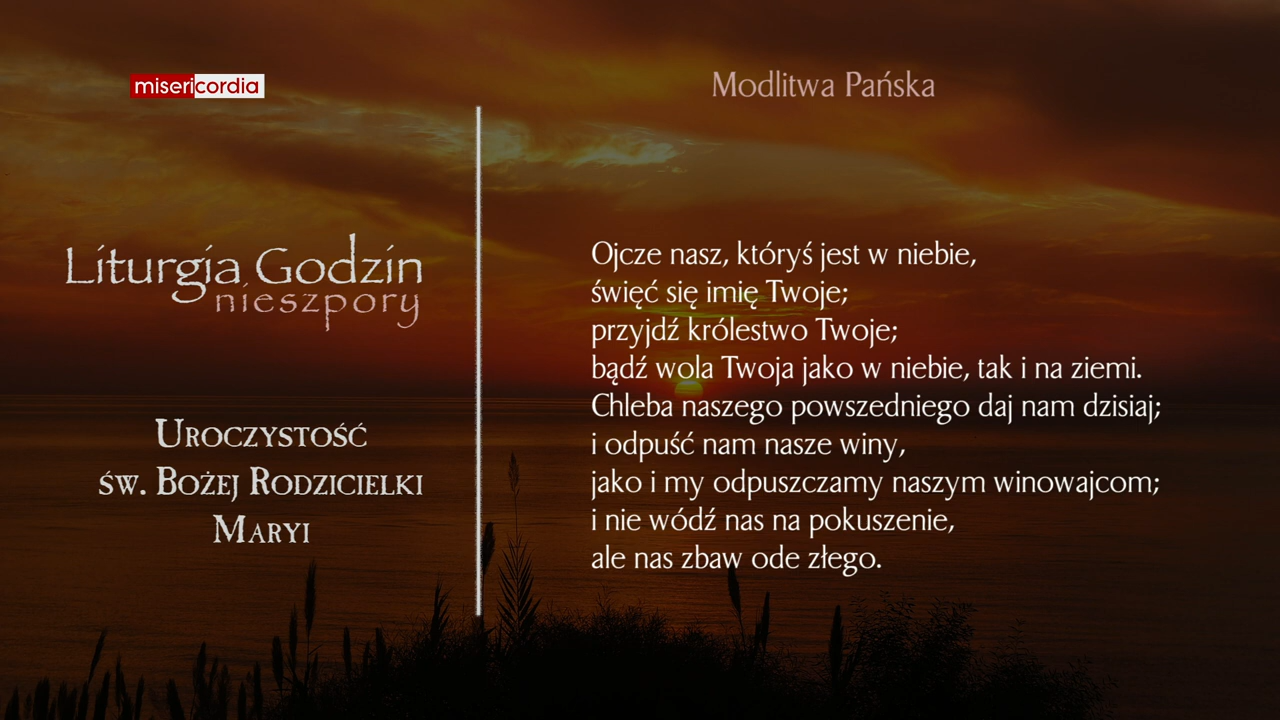 misericordia
Liturgia Godzin
nieszpory
Uroczystość
św. Bożej Rodzicielki
Maryi
Modlitwa Pańska
Ojcze nasz, któryś jest w niebie,
święć się imię Twoje;
przyjdź królestwo Twoje;
bądź wola Twoja jako w niebie, tak i na ziemi.
Chleba naszego powszedniego daj nam dzisiaj;
i odpuść nam nasze winy,
jako i my odpuszczamy naszym winowajcom;
i nie wódź nas na pokuszenie,
ale nas zbaw ode złego.